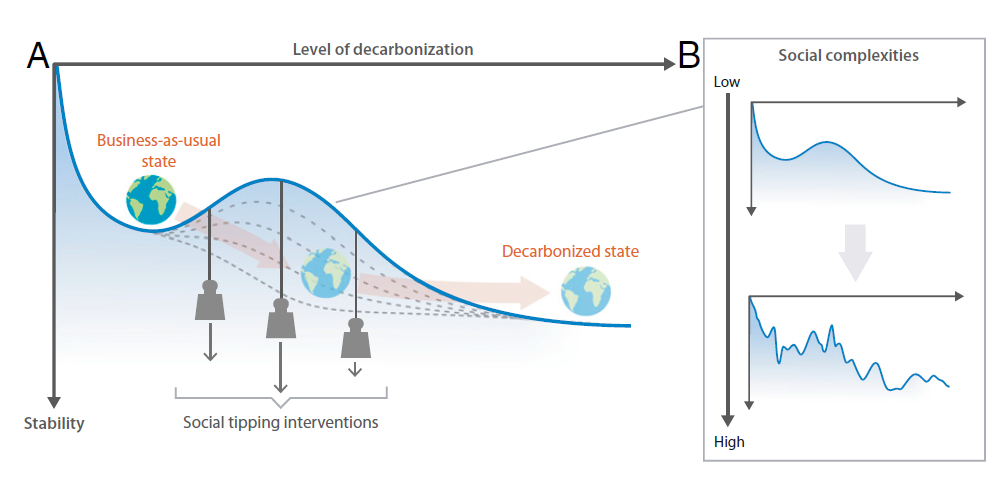 A
Level of decarbonization
Business-as-usual
state
Decarbonized state
Stability
Social tipping interventions
B
Social complexities
Low
High